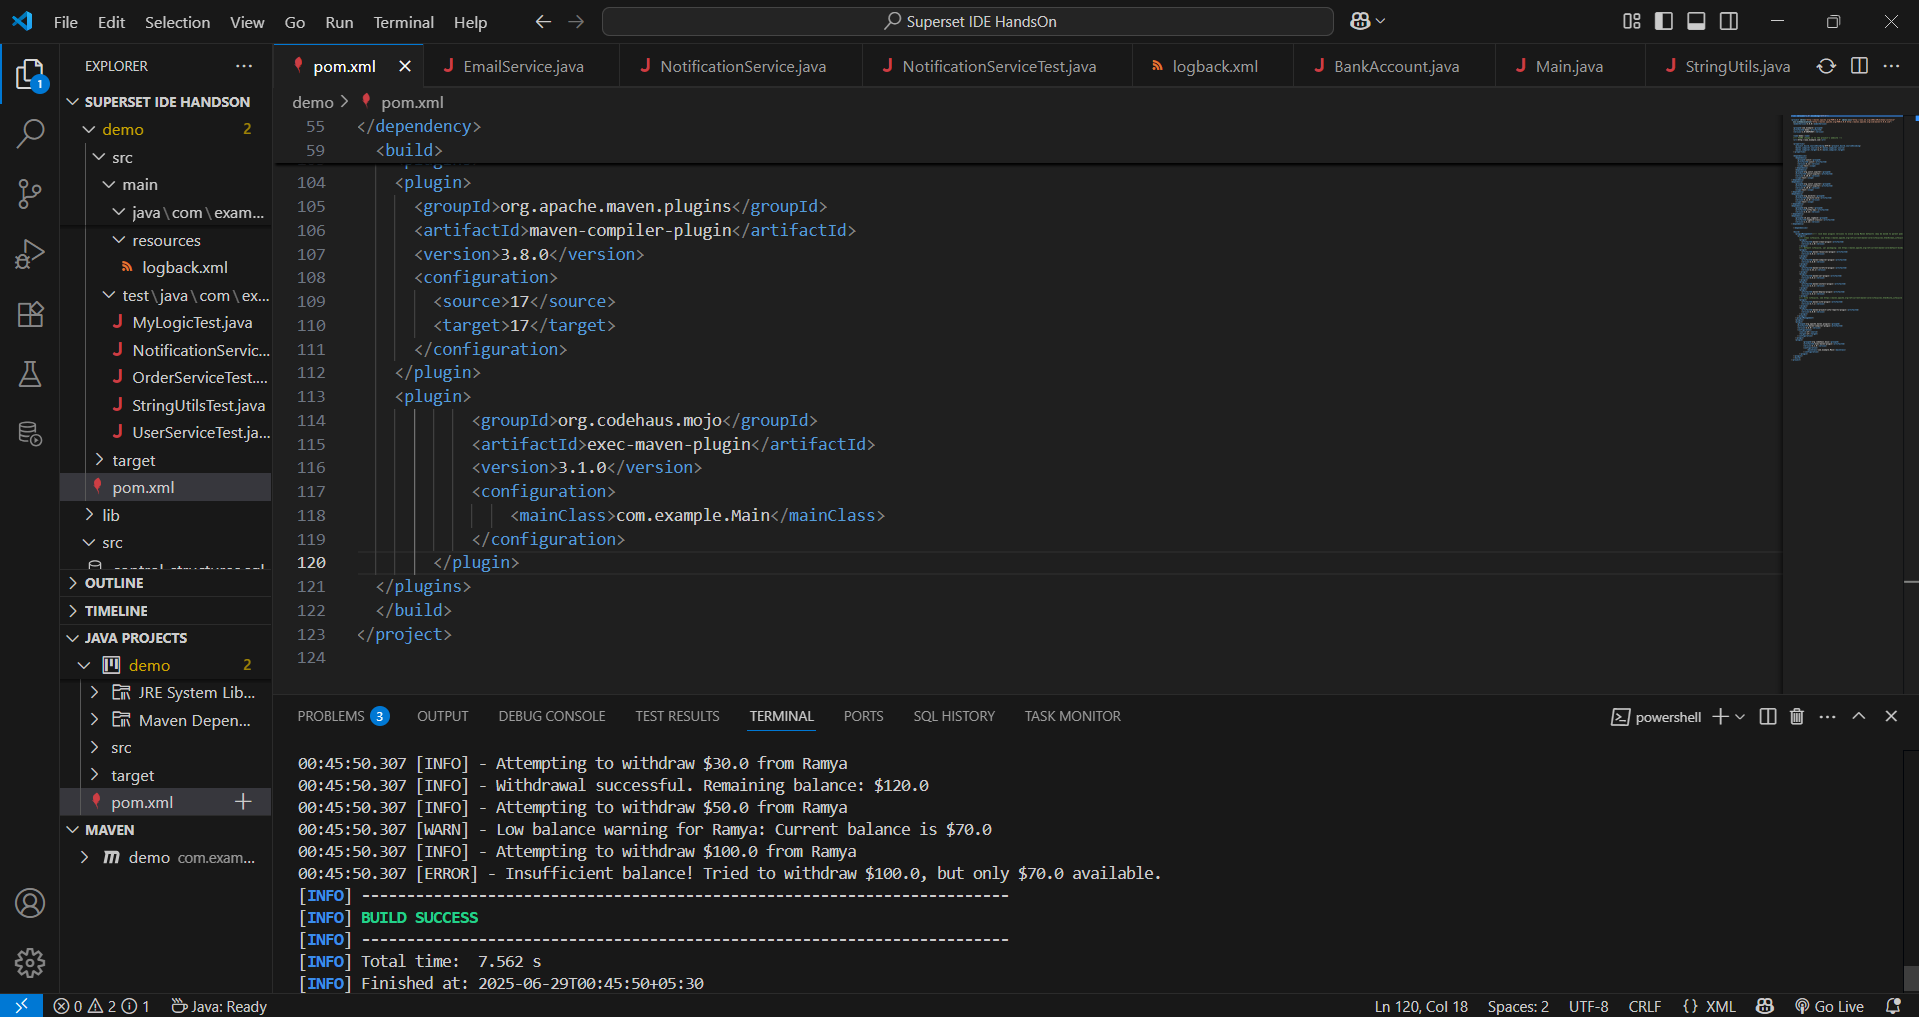 File Edit Selection View Go Run Terminal Help
Superset IDE HandsOn
EXPLORER
1
SUPERSET IDE HANDSON
demo 2
src
main
java\com\exam...
resources
logback.xml
test\java\com\ex...
MyLogicTest.java
NotificationServic...
OrderServiceTest....
StringUtilsTest.java
UserServiceTest.ja...
target
pom.xml
lib
src
OUTLINE
TIMELINE
JAVA PROJECTS
demo 2
JRE System Lib...
Maven Depen...
src
target
pom.xml
MAVEN
demo com.exam...
pom.xml EmailService.java NotificationService.java NotificationServiceTest.java logback.xml BankAccount.java Main.java StringUtils.java
demo > pom.xml
55 </dependency>
59 <build>
104 <plugin>
105 <groupId>org.apache.maven.plugins</groupId>
106 <artifactId>maven-compiler-plugin</artifactId>
107 <version>3.8.0</version>
108 <configuration>
109 <source>17</source>
110 <target>17</target>
111 </configuration>
112 </plugin>
113 <plugin>
114 <groupId>org.codehaus.mojo</groupId>
115 <artifactId>exec-maven-plugin</artifactId>
116 <version>3.1.0</version>
117 <configuration>
118 <mainClass>com.example.Main</mainClass>
119 </configuration>
120 </plugin>
121 </plugins>
122 </build>
123 </project>
124
PROBLEMS 3 OUTPUT DEBUG CONSOLE TEST RESULTS TERMINAL PORTS SQL HISTORY TASK MONITOR
powershell
00:45:50.307 [INFO] - Attempting to withdraw $30.0 from Ramya
00:45:50.307 [INFO] - Withdrawal successful. Remaining balance: $120.0
00:45:50.307 [INFO] - Attempting to withdraw $50.0 from Ramya
00:45:50.307 [WARN] - Low balance warning for Ramya: Current balance is $70.0
00:45:50.307 [INFO] - Attempting to withdraw $100.0 from Ramya
00:45:50.307 [ERROR] - Insufficient balance! Tried to withdraw $100.0, but only $70.0 available.
[INFO] ------------------------------------------------------------------------
[INFO] BUILD SUCCESS
[INFO] ------------------------------------------------------------------------
[INFO] Total time:  7.562 s
[INFO] Finished at: 2025-06-29T00:45:50+05:30
0 2 1 Java: Ready
Ln 120, Col 18 Spaces: 2 UTF-8 CRLF {} XML Go Live